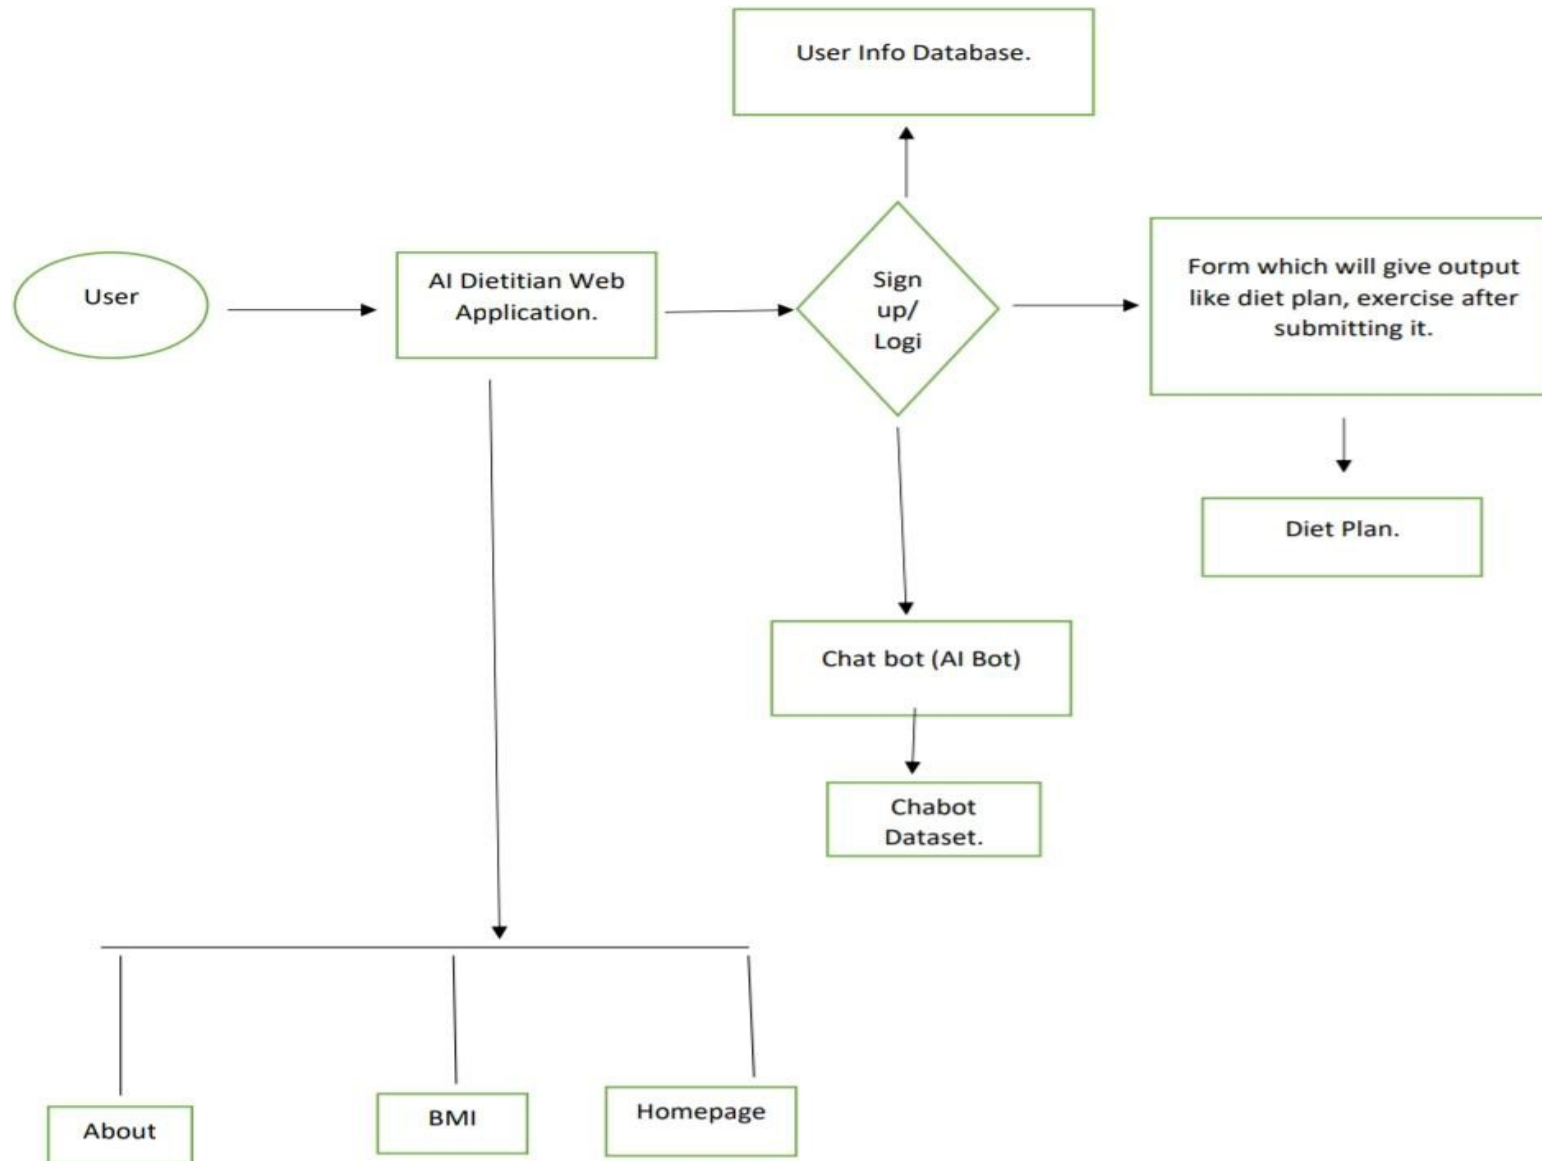 User Info Database.
User
AI Dietitian Web
Application.
Sign
up/
Logi
Form which will give output
like diet plan, exercise after
submitting it.
Diet Plan.
Chat bot (AI Bot)
Chabot
Dataset.
About
BMI
Homepage